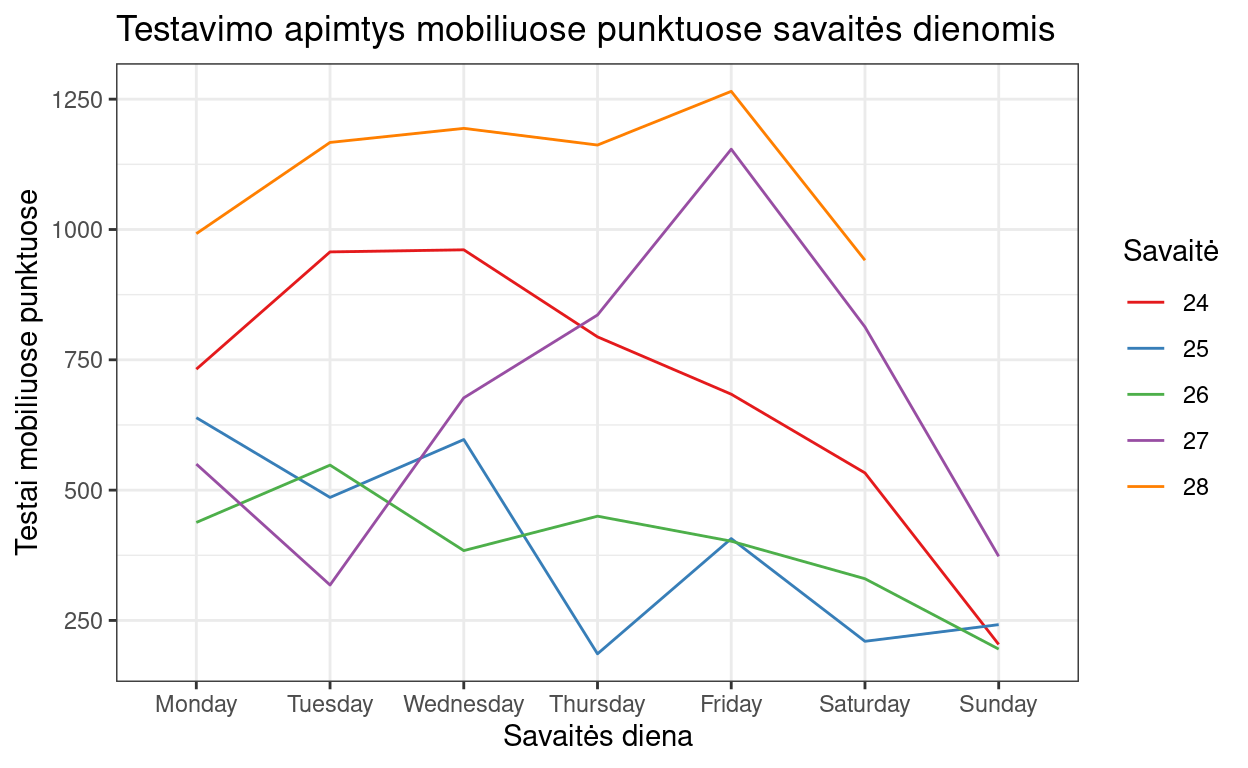 Testavimo apimtys mobiliuose punktuose savaitės dienomis
Testai mobiliuose punktuose
1250
1000
750
500
250
Monday
Tuesday
Wednesday
Thursday
Friday
Saturday
Sunday
Savaitės diena
Savaitė
24
25
26
27
28